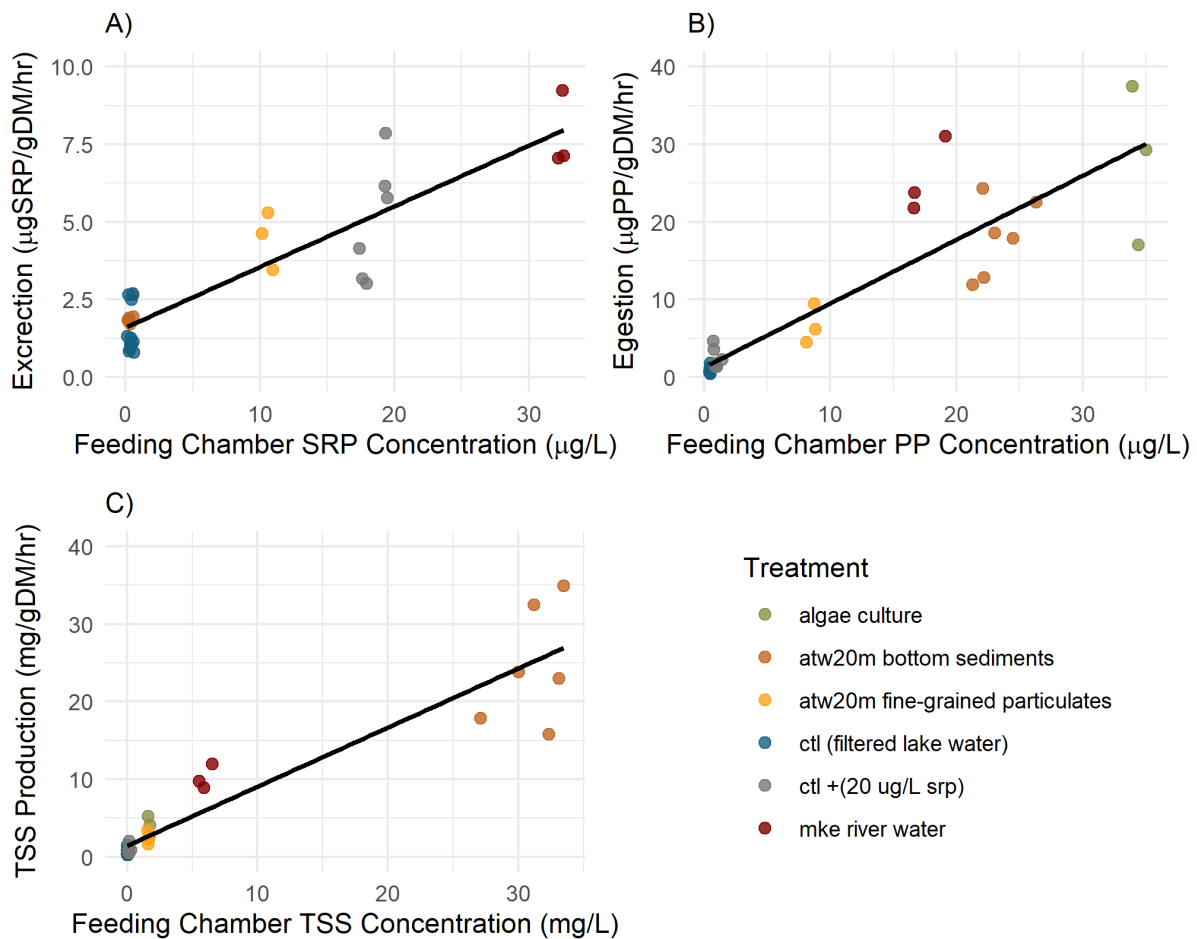 A)
Excrection (µgSRP/gDM/hr)
10.0
7.5
5.0
2.5
0.0
0 10 20 30
Feeding Chamber SRP Concentration (µg/L)
B)
Egestion (µgPP/gDM/hr)
40
30
20
10
0
0 10 20 30
Feeding Chamber PP Concentration (µg/L)
C)
TSS Production (mg/gDM/hr)
40
30
20
10
0
0 10 20 30
Feeding Chamber TSS Concentration (mg/L)
Treatment
algae culture
atw20m bottom sediments
atw20m fine-grained particulates
ctl (filtered lake water)
ctl +(20 ug/L srp)
mke river water